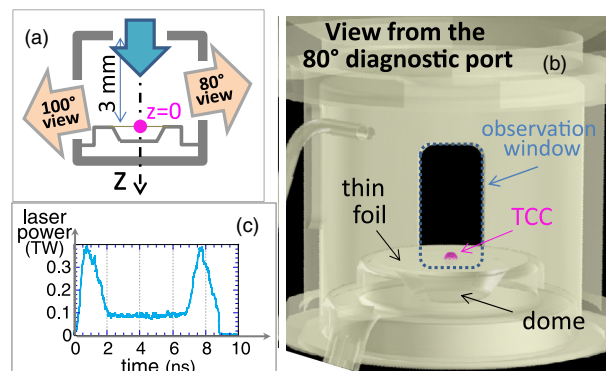 (a)
3 mm
100°
view
80°
view
z=0
Z
View from the
80° diagnostic port
(b)
observation
window
thin
foil
TCC
dome
laser
power
(TW)
(c)
0.3
0.2
0.1
0
0 2 4 6 8 10
time (ns)